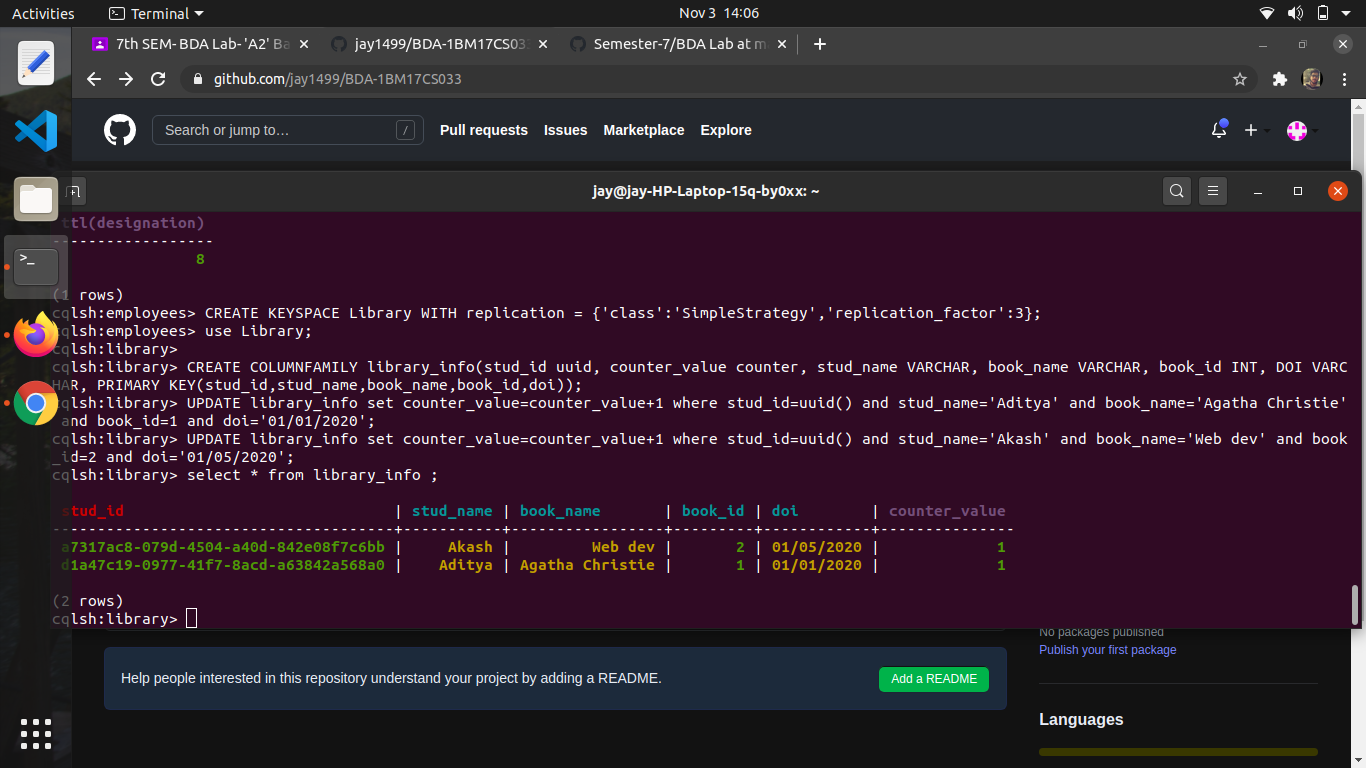 Activities
Terminal
Nov 3 14:06
7th SEM- BDA Lab- 'A2' Ba
jay1499/BDA-1BM17CS033
Semester-7/BDA Lab at m
github.com/jay1499/BDA-1BM17CS033
Search or jump to…
/
Pull requests
Issues
Marketplace
Explore
jay@jay-HP-Laptop-15q-by0xx: ~
ttl(designation)
------------------
8
(1 rows)
cqlsh:employees> CREATE KEYSPACE Library WITH replication = {'class':'SimpleStrategy','replication_factor':3};
cqlsh:employees> use Library;
cqlsh:library>
cqlsh:library> CREATE COLUMNFAMILY library_info(stud_id uuid, counter_value counter, stud_name VARCHAR, book_name VARCHAR, book_id INT, DOI VARC
HAR, PRIMARY KEY(stud_id,stud_name,book_name,book_id,doi));
cqlsh:library> UPDATE library_info set counter_value=counter_value+1 where stud_id=uuid() and stud_name='Aditya' and book_name='Agatha Christie'
and book_id=1 and doi='01/01/2020';
cqlsh:library> UPDATE library_info set counter_value=counter_value+1 where stud_id=uuid() and stud_name='Akash' and book_name='Web dev' and book
_id=2 and doi='01/05/2020';
cqlsh:library> select * from library_info ;
stud_id | stud_name | book_name | book_id | doi | counter_value
--------------------------------------+-----------+-----------------+---------+------------+---------------
a7317ac8-079d-4504-a40d-842e08f7c6bb | Akash | Web dev | 2 | 01/05/2020 | 1
d1a47c19-0977-41f7-8acd-a63842a568a0 | Aditya | Agatha Christie | 1 | 01/01/2020 | 1
(2 rows)
cqlsh:library>
No packages published
Publish your first package
Help people interested in this repository understand your project by adding a README.
Add a README
Languages